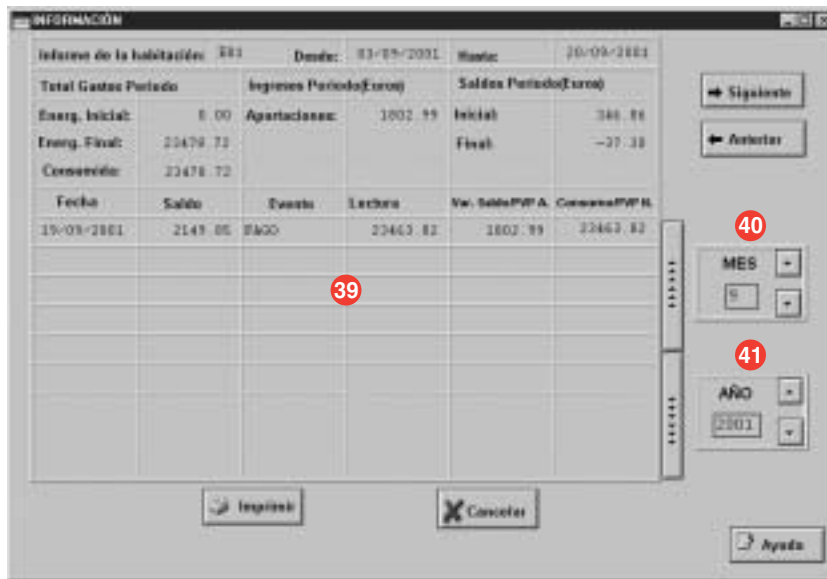 INFORMACIÓN
Informe de la habitación: E01 Desde: 03/09/2001 Hasta: 20/09/2001
Total Gastos Periodo Ingresos Periodo(Euros) Saldos Periodo(Euros)
Energ. Inicial: 0.00 Aportaciones: 1802.99 Inicial: 346.86
Energ. Final: 23478.72 Final: -37.38
Consumido: 23478.72
Fecha Saldo Evento Lectura Var. Saldo/PVP A. Consumo/PVP N.
19/09/2001 2149.85 PAGO 23463.82 1802.99 23463.82
39
Siguiente
Anterior
40
MES
9
41
AÑO
2001
Imprimir
Cancelar
Ayuda